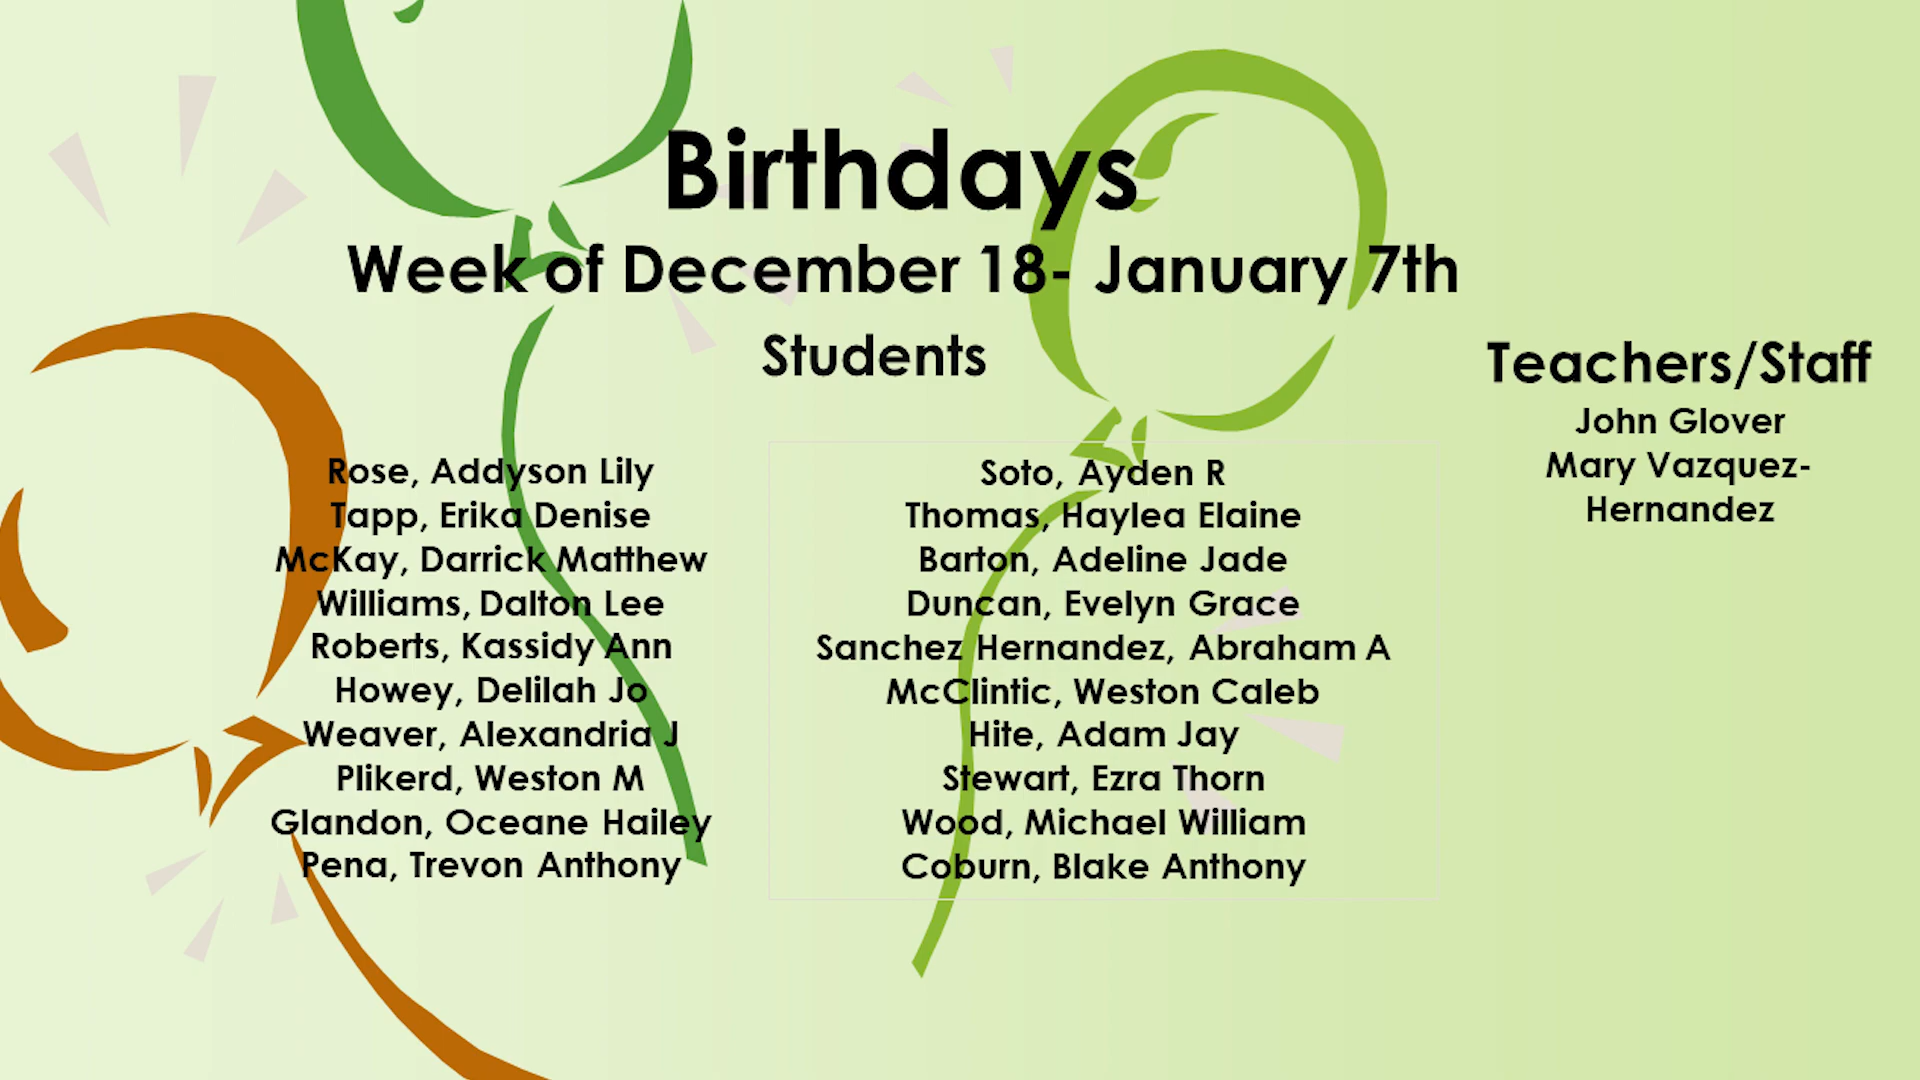 Birthdays
Week of December 18- January 7th
Students
Rose, Addyson Lily
Tapp, Erika Denise
McKay, Darrick Matthew
Williams, Dalton Lee
Roberts, Kassidy Ann
Howey, Delilah Jo
Weaver, Alexandria J
Plikerd, Weston M
Glandon, Oceane Hailey
Pena, Trevon Anthony
Soto, Ayden R
Thomas, Haylea Elaine
Barton, Adeline Jade
Duncan, Evelyn Grace
Sanchez Hernandez, Abraham A
McClintic, Weston Caleb
Hite, Adam Jay
Stewart, Ezra Thorn
Wood, Michael William
Coburn, Blake Anthony
Teachers/Staff
John Glover
Mary Vazquez-
Hernandez